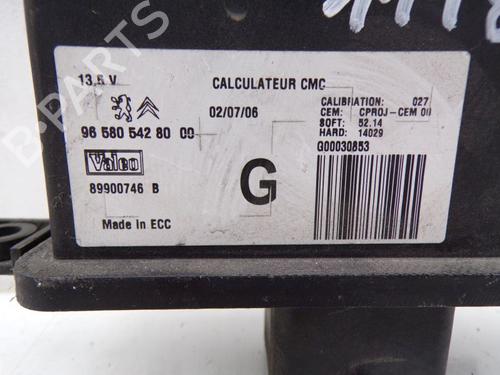 13.5 V
CALCULATEUR CMC
02/07/06
CALIBRATION: 027
CEM: CPROJ-CEM 00
SOFT: 52.14
HARD: 14029
G00030853
96 580 542 80 00
Valeo
89900746 B
G
Made in ECC